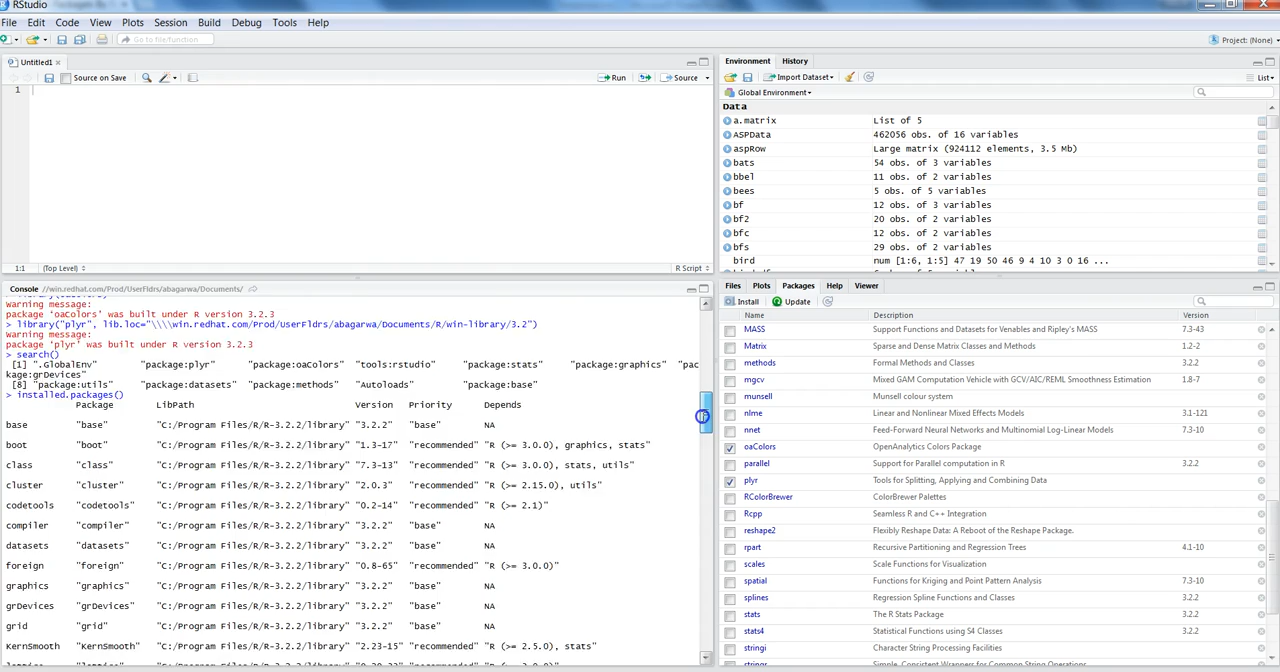 RStudio
File Edit Code View Plots Session Build Debug Tools Help
Go to file/function
Project: (None)
Untitled1
Source on Save
Run
Source
1
1:1 (Top Level)
R Script
Console //win.redhat.com/Prod/UserFldrs/abagarwa/Documents/
warning message:
package 'oacolors' was built under R version 3.2.3
> library("plyr", lib.loc="\\\\win.redhat.com/Prod/UserFldrs/abagarwa/Documents/R/win-library/3.2")
warning message:
package 'plyr' was built under R version 3.2.3
> search()
[1] ".GlobalEnv" "package:plyr" "package:oaColors" "tools:rstudio" "package:stats" "package:graphics" "pac
kage:grDevices"
[8] "package:utils" "package:datasets" "package:methods" "Autoloads" "package:base"
> installed.packages()
Package LibPath Version Priority Depends
base "base" "C:/Program Files/R/R-3.2.2/library" "3.2.2" "base" NA
boot "boot" "C:/Program Files/R/R-3.2.2/library" "1.3-17" "recommended" "R (>= 3.0.0), graphics, stats"
class "class" "C:/Program Files/R/R-3.2.2/library" "7.3-13" "recommended" "R (>= 3.0.0), stats, utils"
cluster "cluster" "C:/Program Files/R/R-3.2.2/library" "2.0.3" "recommended" "R (>= 2.15.0), utils"
codetools "codetools" "C:/Program Files/R/R-3.2.2/library" "0.2-14" "recommended" "R (>= 2.1)"
compiler "compiler" "C:/Program Files/R/R-3.2.2/library" "3.2.2" "base" NA
datasets "datasets" "C:/Program Files/R/R-3.2.2/library" "3.2.2" "base" NA
foreign "foreign" "C:/Program Files/R/R-3.2.2/library" "0.8-65" "recommended" "R (>= 3.0.0)"
graphics "graphics" "C:/Program Files/R/R-3.2.2/library" "3.2.2" "base" NA
grDevices "grDevices" "C:/Program Files/R/R-3.2.2/library" "3.2.2" "base" NA
grid "grid" "C:/Program Files/R/R-3.2.2/library" "3.2.2" "base" NA
KernSmooth "KernSmooth" "C:/Program Files/R/R-3.2.2/library" "2.23-15" "recommended" "R (>= 2.5.0), stats"
Environment History
Import Dataset
List
Global Environment
Data
a.matrix List of 5
ASPData 462056 obs. of 16 variables
aspRow Large matrix (924112 elements, 3.5 Mb)
bats 54 obs. of 3 variables
bbel 11 obs. of 2 variables
bees 5 obs. of 5 variables
bf 12 obs. of 3 variables
bf2 20 obs. of 2 variables
bfc 12 obs. of 2 variables
bfs 29 obs. of 2 variables
bird num [1:6, 1:5] 47 19 50 46 9 4 10 3 0 16 ...
Files Plots Packages Help Viewer
Install Update
Name Description Version
MASS Support Functions and Datasets for Venables and Ripley's MASS 7.3-43
Matrix Sparse and Dense Matrix Classes and Methods 1.2-2
methods Formal Methods and Classes 3.2.2
mgcv Mixed GAM Computation Vehicle with GCV/AIC/REML Smoothness Estimation 1.8-7
munsell Munsell colour system
nlme Linear and Nonlinear Mixed Effects Models 3.1-121
nnet Feed-Forward Neural Networks and Multinomial Log-Linear Models 7.3-10
oaColors OpenAnalytics Colors Package
parallel Support for Parallel computation in R 3.2.2
plyr Tools for Splitting, Applying and Combining Data
RColorBrewer ColorBrewer Palettes
Rcpp Seamless R and C++ Integration
reshape2 Flexibly Reshape Data: A Reboot of the Reshape Package.
rpart Recursive Partitioning and Regression Trees 4.1-10
scales Scale Functions for Visualization
spatial Functions for Kriging and Point Pattern Analysis 7.3-10
splines Regression Spline Functions and Classes 3.2.2
stats The R Stats Package 3.2.2
stats4 Statistical Functions using S4 Classes 3.2.2
stringi Character String Processing Facilities